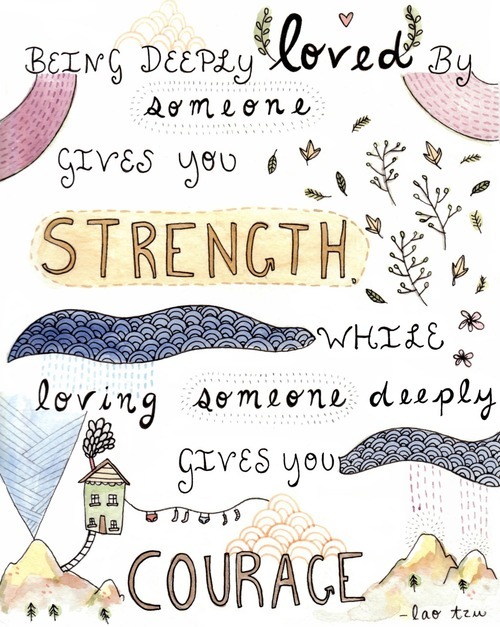 BEING DEEPLY loved By
someone
GIVES YOU
STRENGTH,
WHILE
loving someone deeply
GIVES YOU
COURAGE
-lao tzu